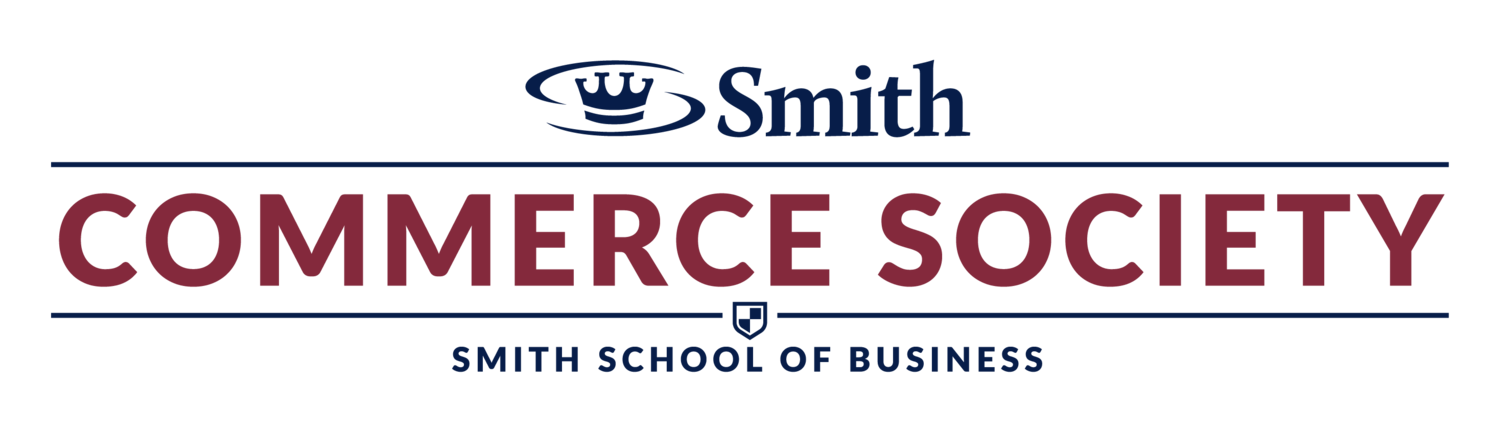 Smith
COMMERCE SOCIETY
SMITH SCHOOL OF BUSINESS